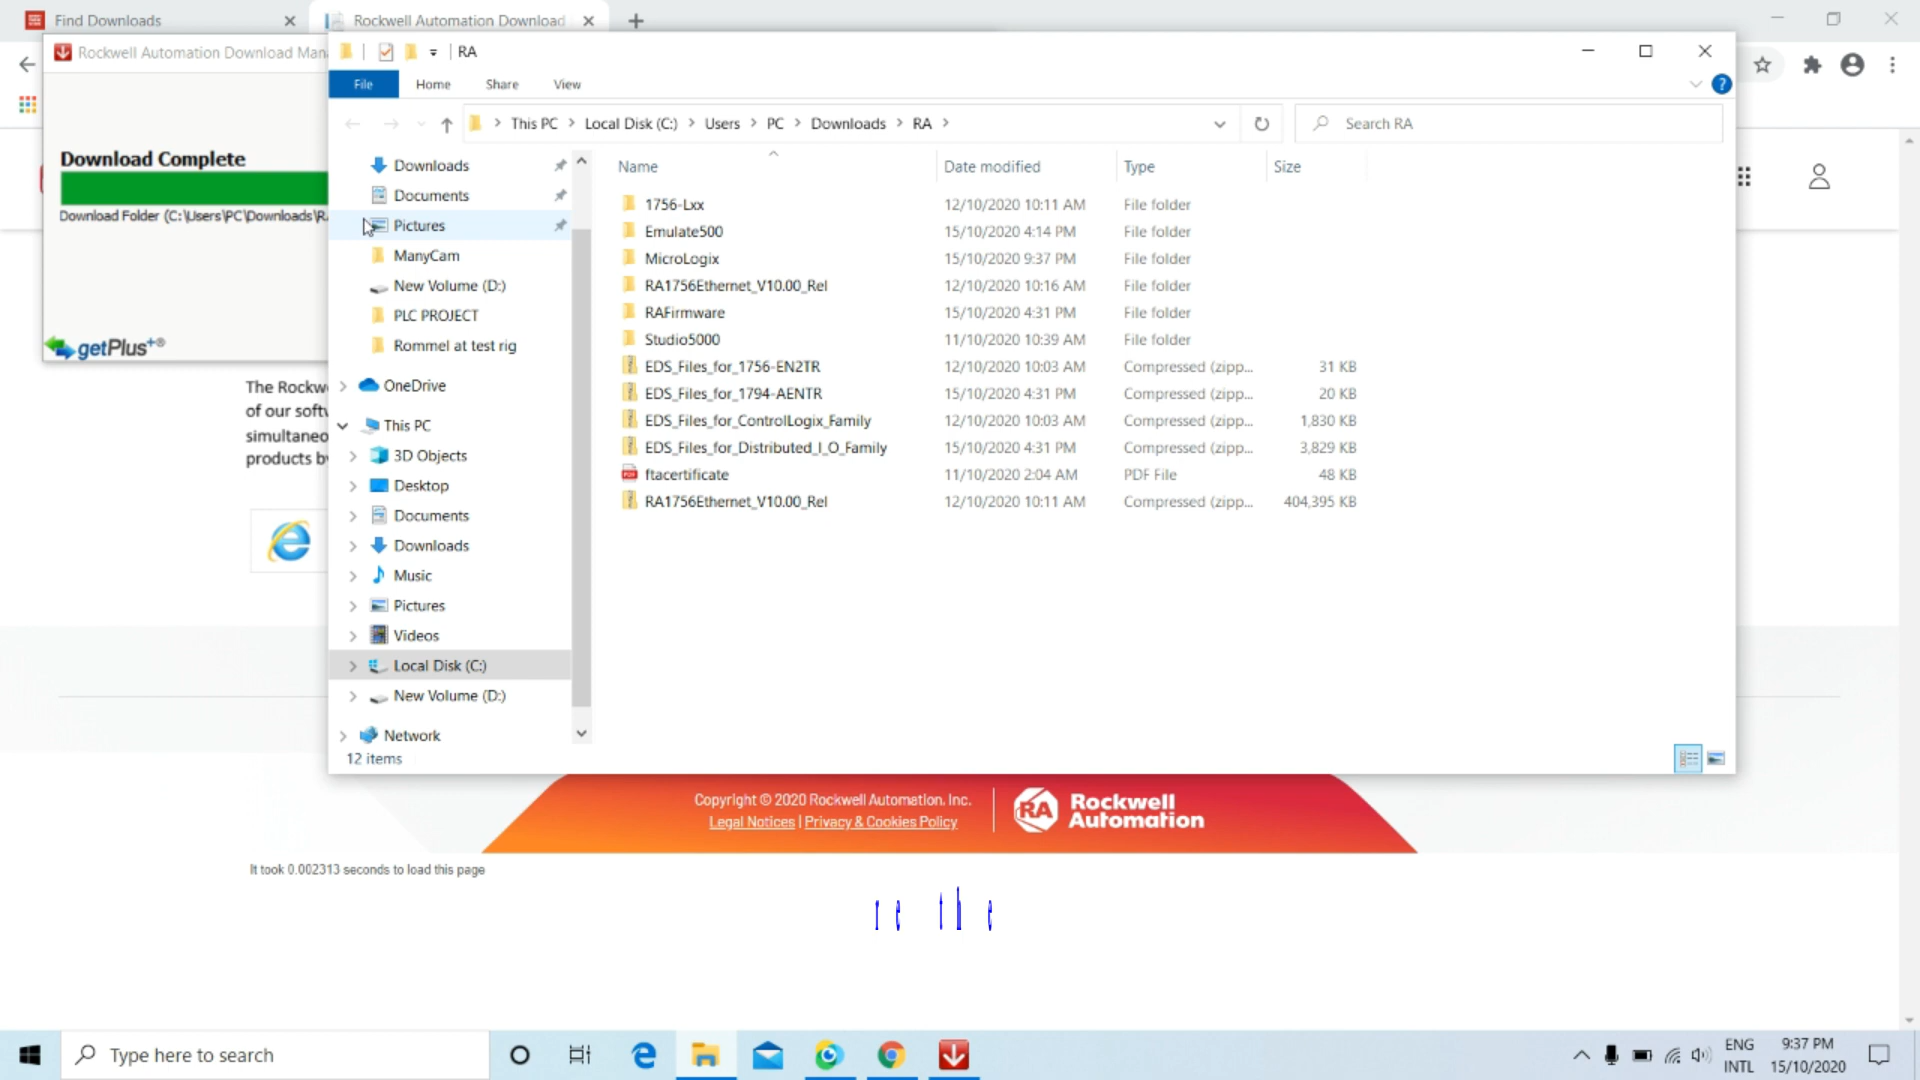 Find Downloads
Rockwell Automation Download
Rockwell Automation Download Man
RA
File
Home
Share
View
This PC
Local Disk (C:)
Users
PC
Downloads
RA
Search RA
Download Complete
Download Folder (C:\Users\PC\Downloads\R
getPlus+®
Downloads
Documents
Pictures
ManyCam
New Volume (D:)
PLC PROJECT
Rommel at test rig
OneDrive
This PC
3D Objects
Desktop
Documents
Downloads
Music
Pictures
Videos
Local Disk (C:)
New Volume (D:)
Network
12 items
Name Date modified Type Size
1756-Lxx 12/10/2020 10:11 AM File folder
Emulate500 15/10/2020 4:14 PM File folder
MicroLogix 15/10/2020 9:37 PM File folder
RA1756Ethernet_V10.00_Rel 12/10/2020 10:16 AM File folder
RAFirmware 15/10/2020 4:31 PM File folder
Studio5000 11/10/2020 10:39 AM File folder
EDS_Files_for_1756-EN2TR 12/10/2020 10:03 AM Compressed (zipp... 31 KB
EDS_Files_for_1794-AENTR 15/10/2020 4:31 PM Compressed (zipp... 20 KB
EDS_Files_for_ControlLogix_Family 12/10/2020 10:03 AM Compressed (zipp... 1,830 KB
EDS_Files_for_Distributed_I_O_Family 15/10/2020 4:31 PM Compressed (zipp... 3,829 KB
ftacertificate 11/10/2020 2:04 AM PDF File 48 KB
RA1756Ethernet_V10.00_Rel 12/10/2020 10:11 AM Compressed (zipp... 404,395 KB
The Rockw
of our softv
simultaneo
products by
Copyright © 2020 Rockwell Automation, Inc.
Legal Notices | Privacy & Cookies Policy
RA Rockwell
Automation
It took 0.002313 seconds to load this page
re the
Type here to search
ENG
INTL
9:37 PM
15/10/2020